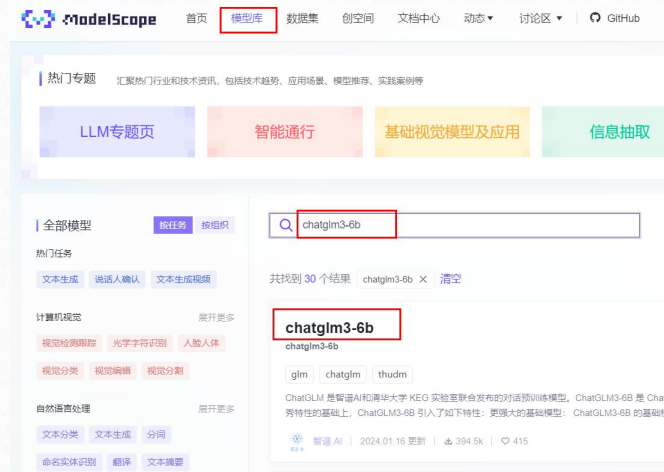 ModelScope 首页 模型库 数据集 创空间 文档中心 动态▼ 讨论区▼ GitHub
热门专题 汇聚热门行业和技术资讯，包括技术趋势、应用场景、模型推荐、实践案例等
LLM专题页 智能通行 基础视觉模型及应用 信息抽取
全部模型 按任务 按组织
热门任务
文本生成 说话人确认 文本生成视频
计算机视觉 展开更多
视觉检测跟踪 光学字符识别 人脸人体
视觉分类 视觉编辑 视觉分割
自然语言处理 展开更多
文本分类 文本生成 分词
命名实体识别 翻译 文本摘要
chatglm3-6b
共找到 30 个结果 chatglm3-6b × 清空
chatglm3-6b
chatglm3-6b
glm chatglm thudm
ChatGLM 是智谱AI和清华大学 KEG 实验室联合发布的对话预训练模型。ChatGLM3-6B 是 Cha
秀特性的基础上，ChatGLM3-6B 引入了如下特性： 更强大的基础模型： ChatGLM3-6B 的基础模
智谱.AI 2024.01.16 更新 394.5k 415